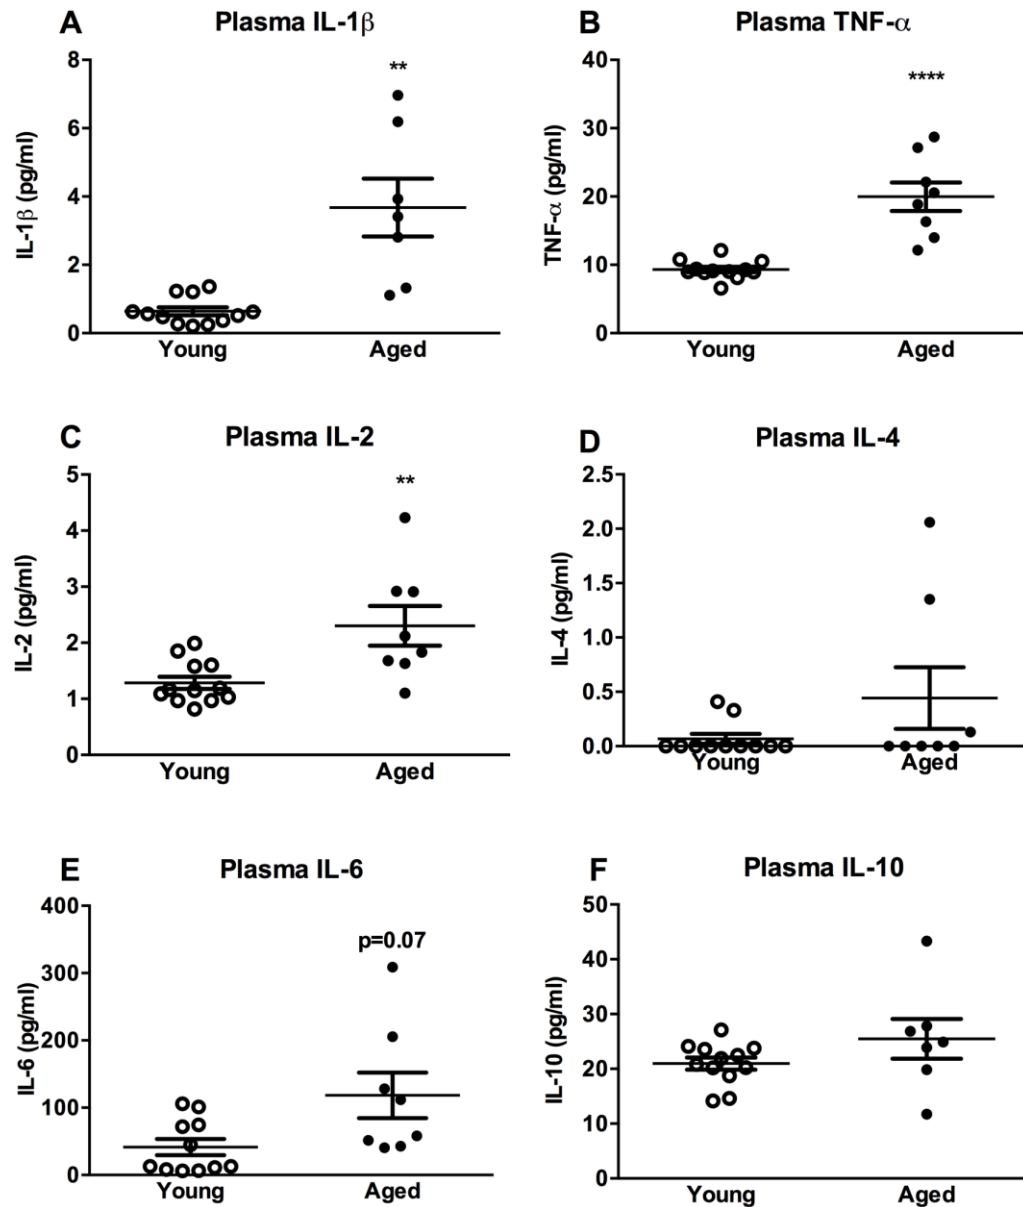 A Plasma IL-1β
IL-1β (pg/ml)
8
6
4
2
0
**
Young Aged
B Plasma TNF-α
TNF-α (pg/ml)
40
30
20
10
0
****
Young Aged
C Plasma IL-2
IL-2 (pg/ml)
5
4
3
2
1
0
**
Young Aged
D Plasma IL-4
IL-4 (pg/ml)
2.5
2.0
1.5
1.0
0.5
0.0
Young Aged
E Plasma IL-6
IL-6 (pg/ml)
400
300
200
100
0
p=0.07
Young Aged
F Plasma IL-10
IL-10 (pg/ml)
50
40
30
20
10
0
Young Aged